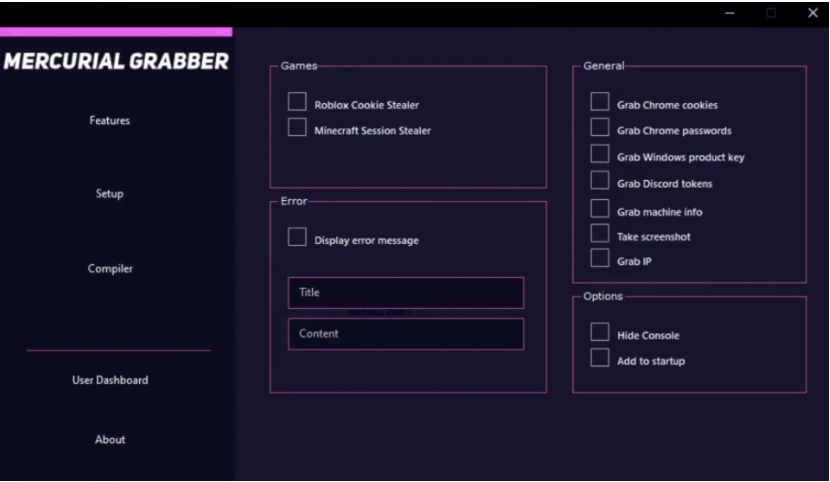 MERCURIAL GRABBER
Features
Setup
Compiler
User Dashboard
About
Games
Roblox Cookie Stealer
Minecraft Session Stealer
Error
Display error message
Title
Content
General
Grab Chrome cookies
Grab Chrome passwords
Grab Windows product key
Grab Discord tokens
Grab machine info
Take screenshot
Grab IP
Options
Hide Console
Add to startup